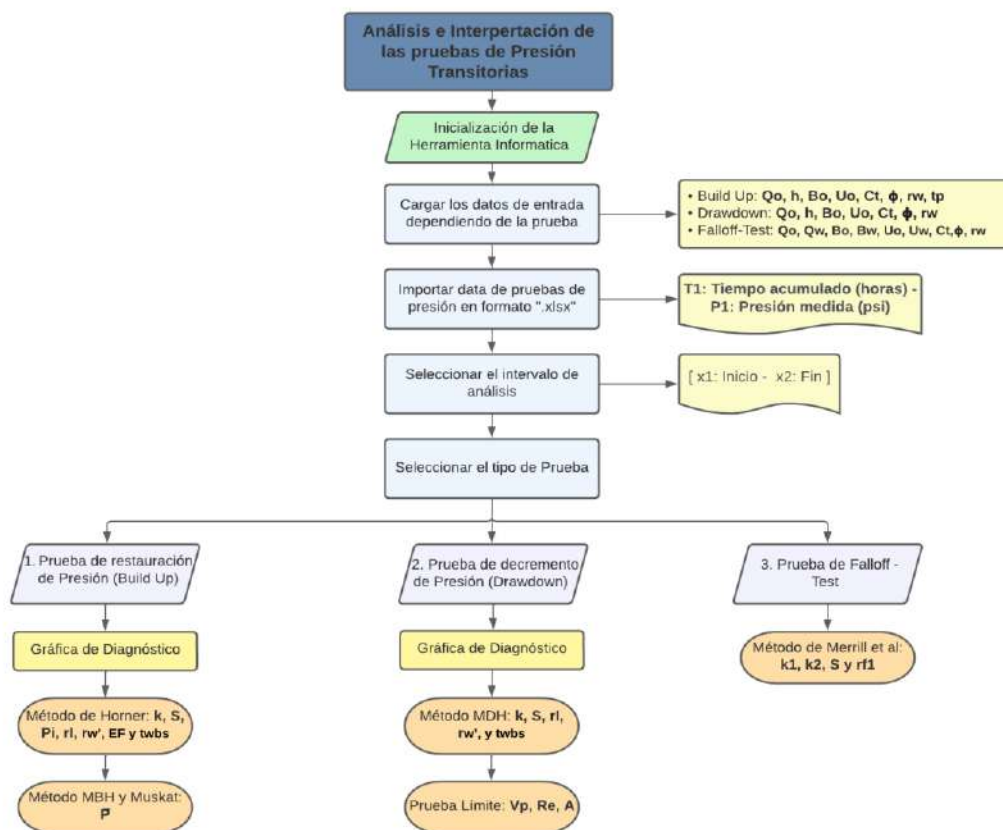 Análisis e Interpertación de
las pruebas de Presión
Transitorias
Inicialización de la
Herramienta Informatica
Cargar los datos de entrada
dependiendo de la prueba
• Build Up: Qo, h, Bo, Uo, Ct, ϕ, rw, tp
• Drawdown: Qo, h, Bo, Uo, Ct, ϕ, rw
• Falloff-Test: Qo, Qw, Bo, Bw, Uo, Uw, Ct,ϕ, rw
Importar data de pruebas de
presión en formato ".xlsx"
T1: Tiempo acumulado (horas) -
P1: Presión medida (psi)
Seleccionar el intervalo de
análisis
[ x1: Inicio - x2: Fin ]
Seleccionar el tipo de Prueba
1. Prueba de restauración
de Presión (Build Up)
2. Prueba de decremento
de Presión (Drawdown)
3. Prueba de Falloff -
Test
Gráfica de Diagnóstico
Gráfica de Diagnóstico
Método de Merrill et al:
k1, k2, S y rf1
Método de Horner: k, S,
Pi, rl, rw', EF y twbs
Método MDH: k, S, rl,
rw', y twbs
Método MBH y Muskat:
P̄
Prueba Límite: Vp, Re, A